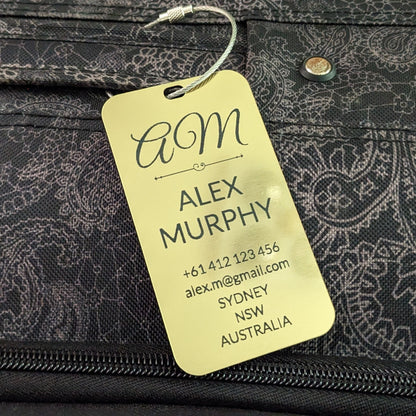 AM
ALEX
MURPHY
+61 412 123 456
alex.m@gmail.com
SYDNEY
NSW
AUSTRALIA